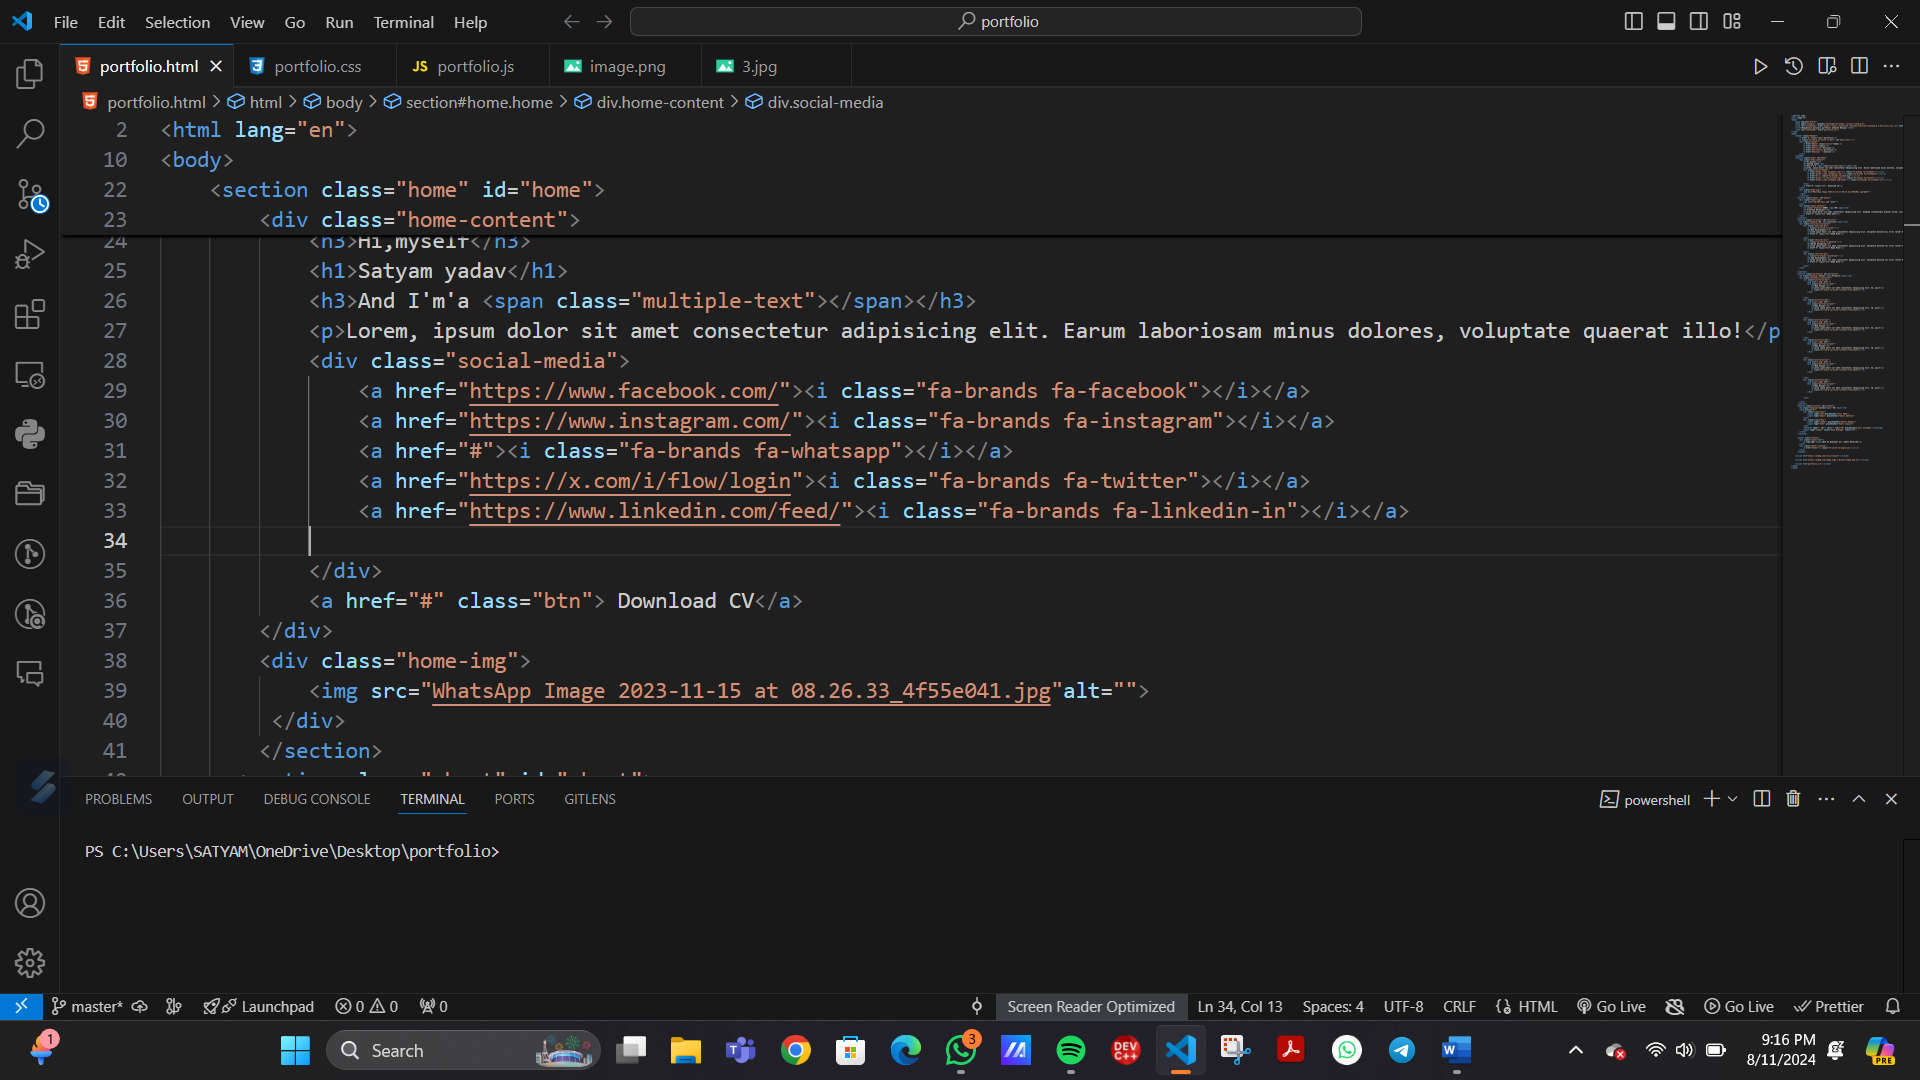 File Edit Selection View Go Run Terminal Help
portfolio
portfolio.html
portfolio.css
JS portfolio.js
image.png
3.jpg
portfolio.html > html > body > section#home.home > div.home-content > div.social-media
2 <html lang="en">
10 <body>
22 <section class="home" id="home">
23 <div class="home-content">
24 <h3>Hi,myself</h3>
25 <h1>Satyam yadav</h1>
26 <h3>And I'm'a <span class="multiple-text"></span></h3>
27 <p>Lorem, ipsum dolor sit amet consectetur adipisicing elit. Earum laboriosam minus dolores, voluptate quaerat illo!</p
28 <div class="social-media">
29 <a href="https://www.facebook.com/"><i class="fa-brands fa-facebook"></i></a>
30 <a href="https://www.instagram.com/"><i class="fa-brands fa-instagram"></i></a>
31 <a href="#"><i class="fa-brands fa-whatsapp"></i></a>
32 <a href="https://x.com/i/flow/login"><i class="fa-brands fa-twitter"></i></a>
33 <a href="https://www.linkedin.com/feed/"><i class="fa-brands fa-linkedin-in"></i></a>
34
35 </div>
36 <a href="#" class="btn"> Download CV</a>
37 </div>
38 <div class="home-img">
39 <img src="WhatsApp Image 2023-11-15 at 08.26.33_4f55e041.jpg"alt="">
40 </div>
41 </section>
PROBLEMS OUTPUT DEBUG CONSOLE TERMINAL PORTS GITLENS
powershell
PS C:\Users\SATYAM\OneDrive\Desktop\portfolio>
master* Launchpad 0 0 0 Screen Reader Optimized Ln 34, Col 13 Spaces: 4 UTF-8 CRLF HTML Go Live Go Live Prettier
1
Search
DEV C++
3
PRE
9:16 PM
8/11/2024